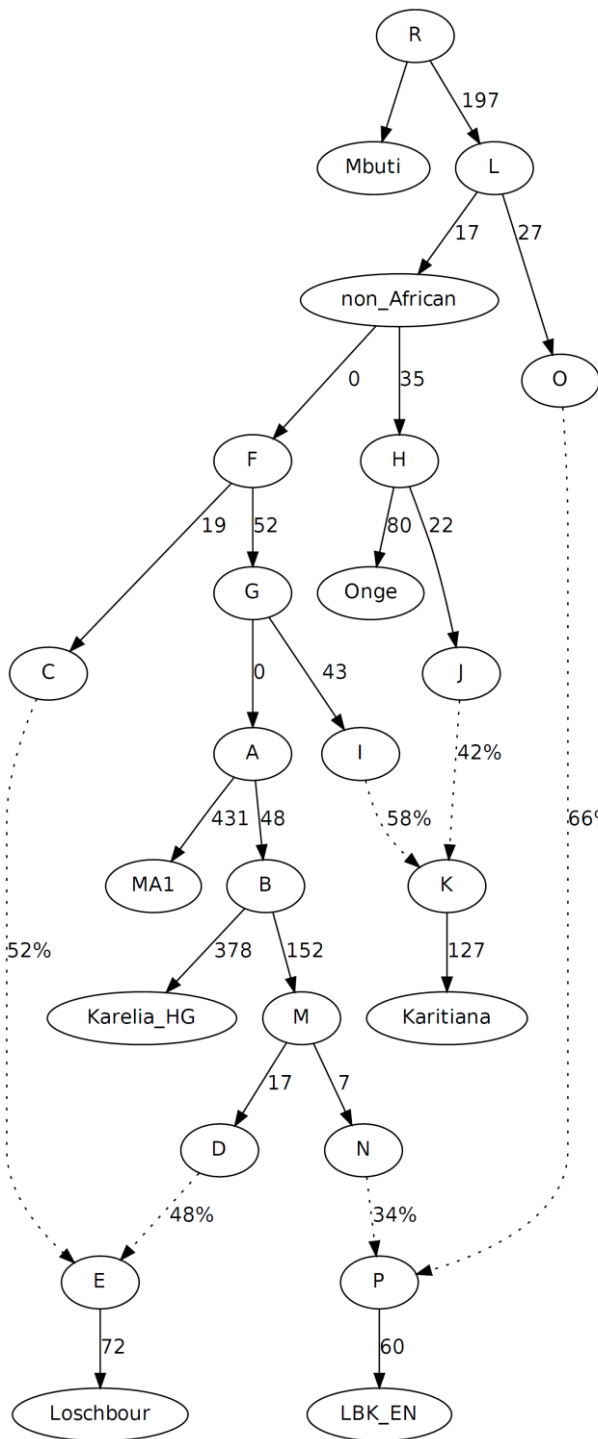 R
197
Mbuti
L
17
27
non_African
0
35
O
F
H
19
52
80
22
G
Onge
C
0
43
J
A
I
42%
431
48
58%
66%
MA1
B
K
52%
378
152
127
Karelia_HG
M
Karitiana
17
7
D
N
48%
34%
E
P
72
60
Loschbour
LBK_EN